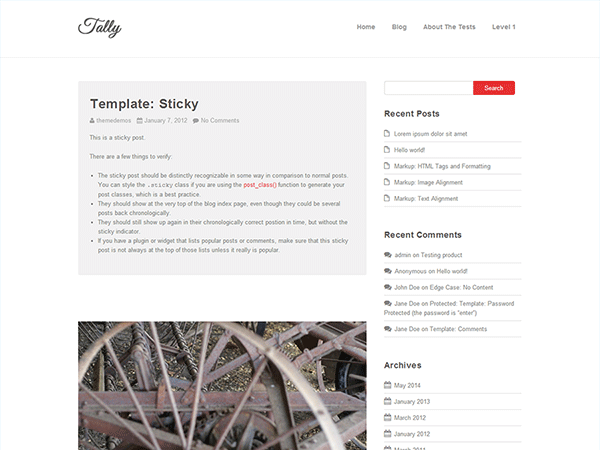 Tally
Home Blog About The Tests Level 1
Template: Sticky
themedemos January 7, 2012 No Comments
This is a sticky post.
There are a few things to verify:
The sticky post should be distinctly recognizable in some way in comparison to normal posts.
You can style the .sticky class if you are using the post_class() function to generate your
post classes, which is a best practice.
They should show at the very top of the blog index page, even though they could be several
posts back chronologically.
They should still show up again in their chronologically correct postion in time, but without the
sticky indicator.
If you have a plugin or widget that lists popular posts or comments, make sure that this sticky
post is not always at the top of those lists unless it really is popular.
Search
Recent Posts
Lorem ipsum dolor sit amet
Hello world!
Markup: HTML Tags and Formatting
Markup: Image Alignment
Markup: Text Alignment
Recent Comments
admin on Testing product
Anonymous on Hello world!
John Doe on Edge Case: No Content
Jane Doe on Protected: Template: Password
Protected (the password is "enter")
Jane Doe on Template: Comments
Archives
May 2014
January 2013
March 2012
January 2012
March 2011